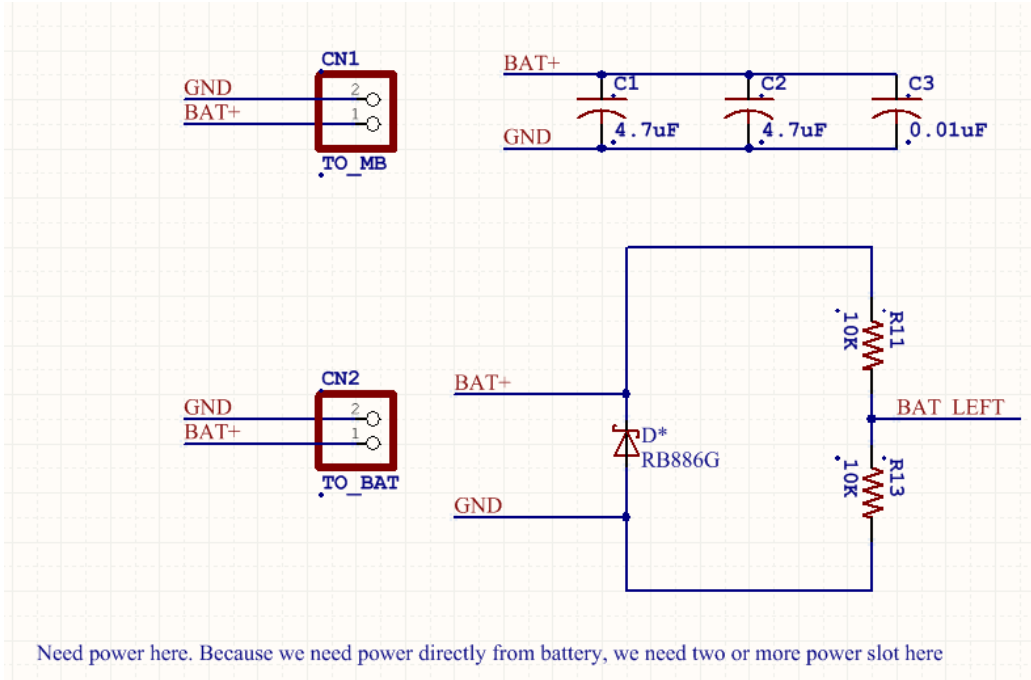 CN1
GND
2
BAT+
1
TO_MB
BAT+
C1
C2
C3
4.7uF
4.7uF
0.01uF
GND
R11
10K
CN2
BAT+
GND
2
BAT+
1
TO_BAT
BAT LEFT
D*
RB886G
R13
10K
GND
Need power here. Because we need power directly from battery, we need two or more power slot here